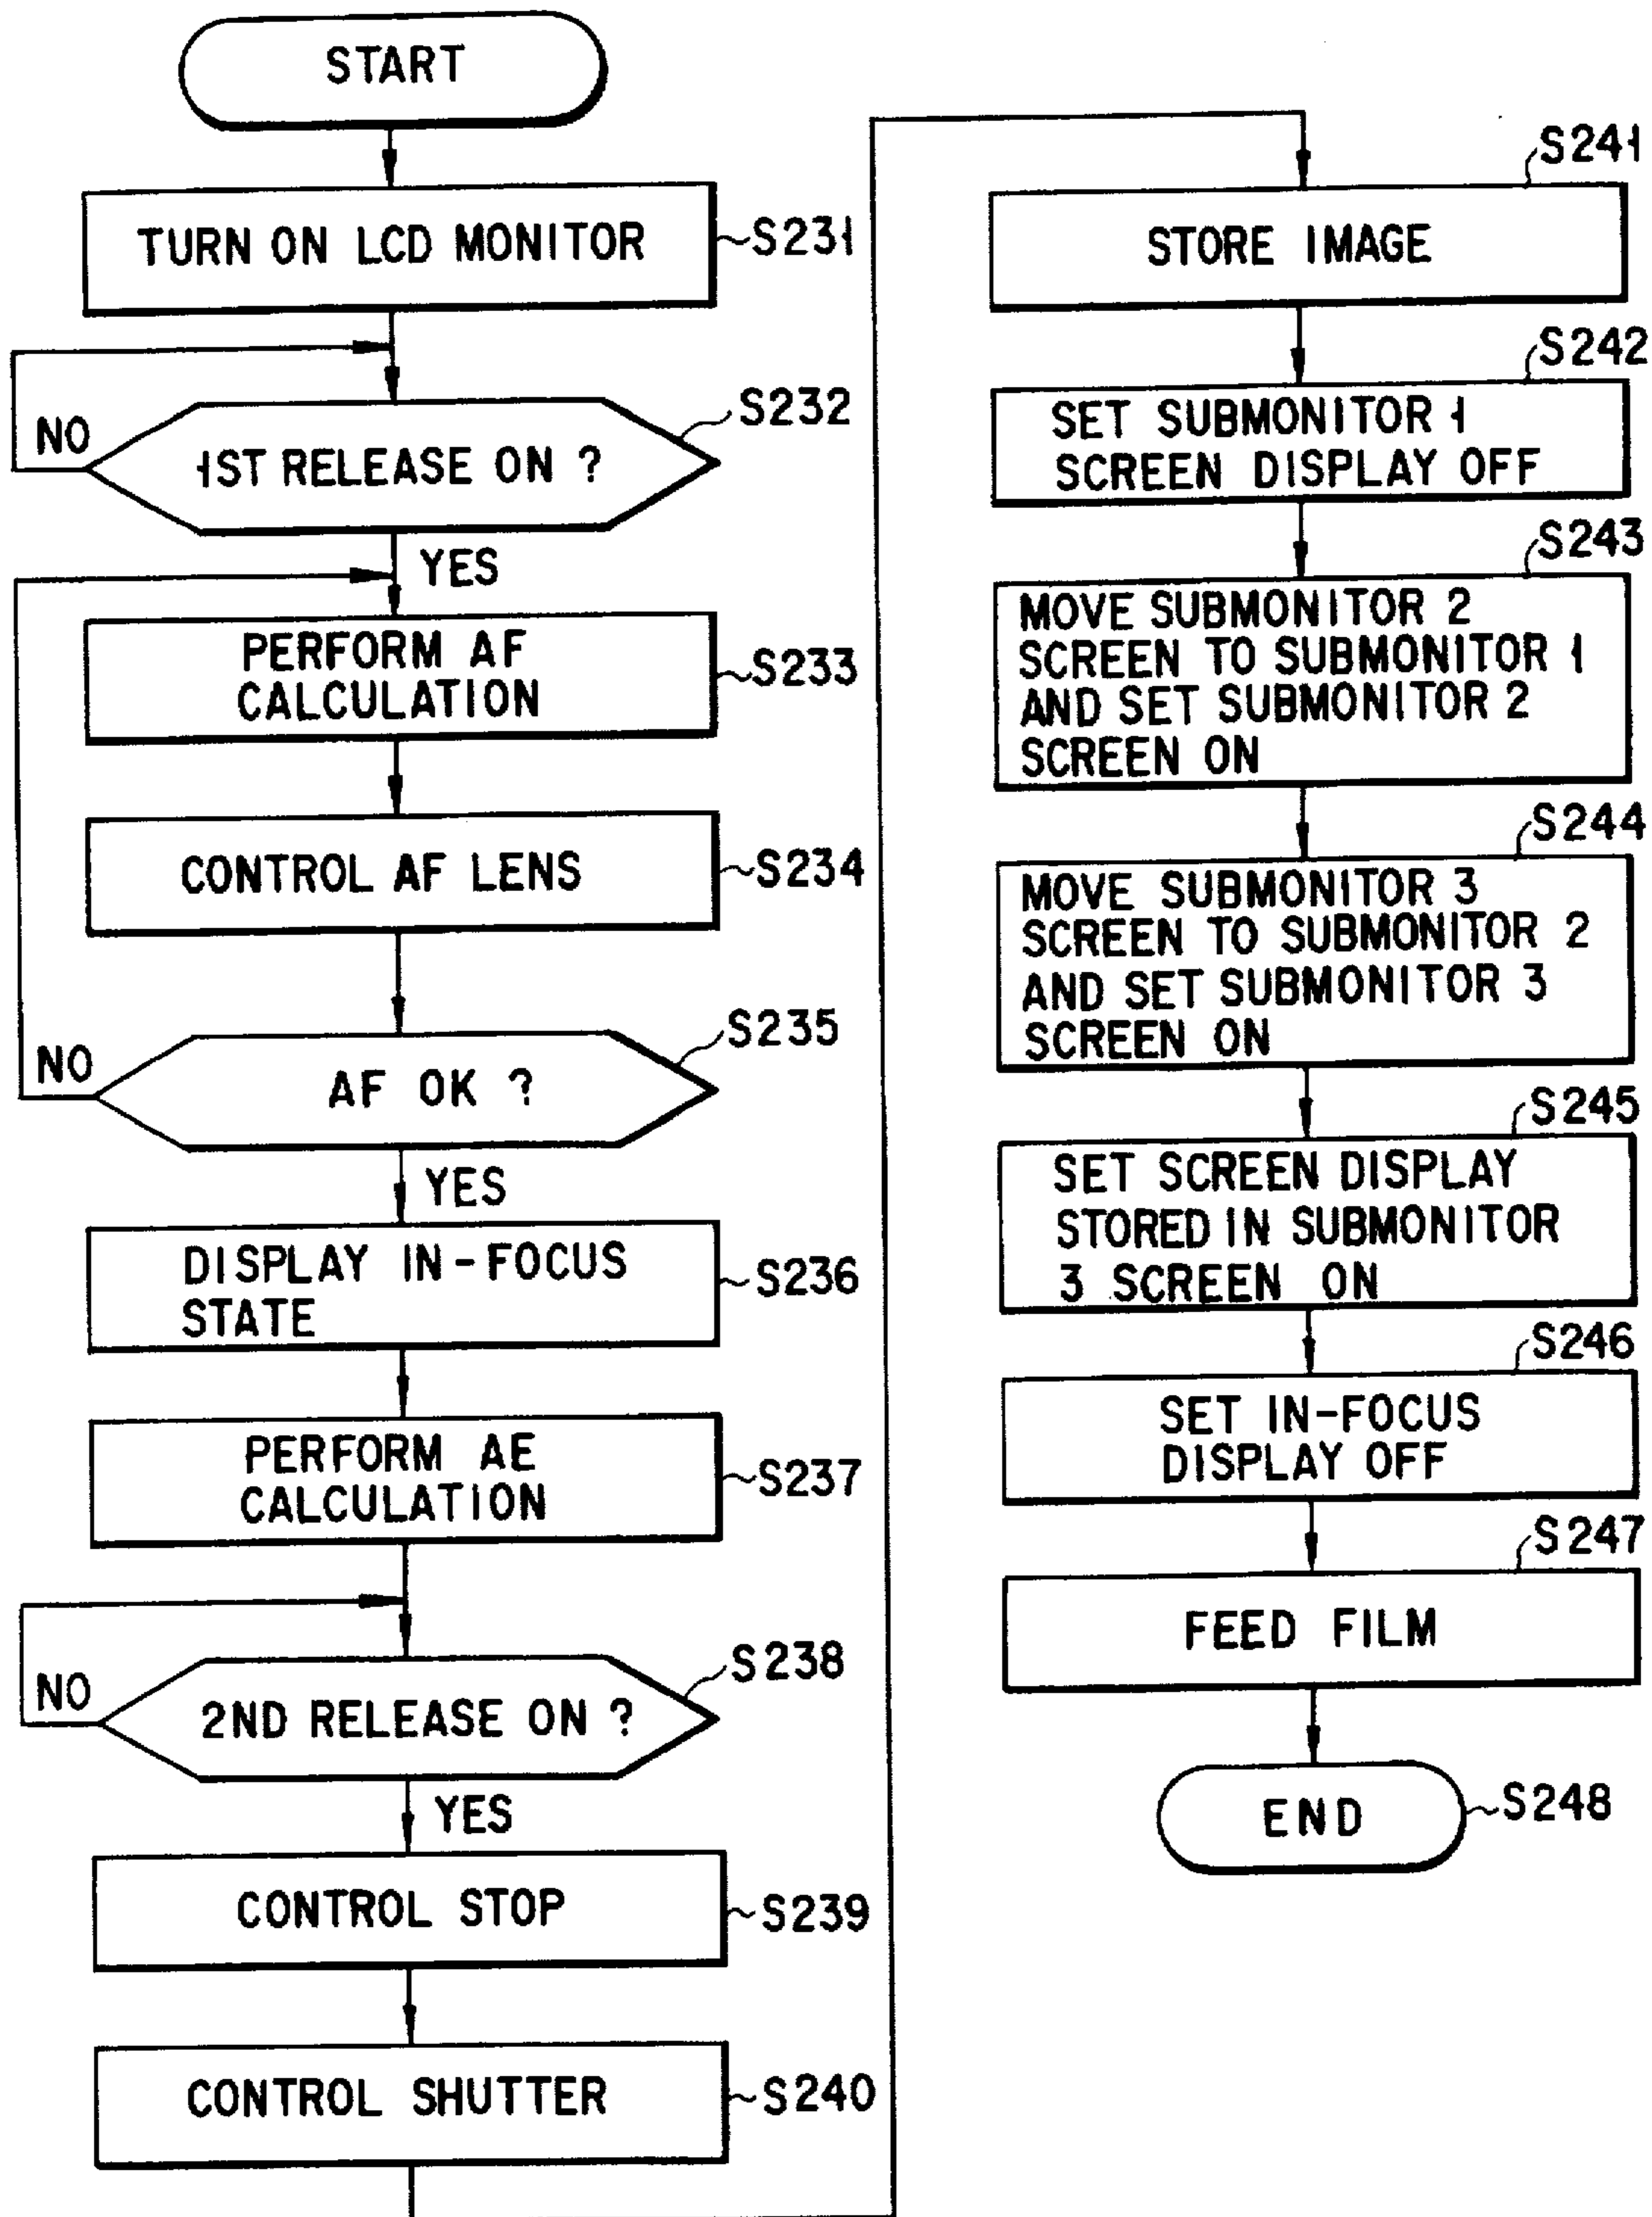 START
TURN ON LCD MONITOR
S231
NO
1ST RELEASE ON ?
S232
YES
PERFORM AF
CALCULATION
S233
CONTROL AF LENS
S234
NO
AF OK ?
S235
YES
DISPLAY IN-FOCUS
STATE
S236
PERFORM AE
CALCULATION
S237
NO
2ND RELEASE ON ?
S238
YES
CONTROL STOP
S239
CONTROL SHUTTER
S240
S241
STORE IMAGE
S242
SET SUBMONITOR 1
SCREEN DISPLAY OFF
S243
MOVE SUBMONITOR 2
SCREEN TO SUBMONITOR 1
AND SET SUBMONITOR 2
SCREEN ON
S244
MOVE SUBMONITOR 3
SCREEN TO SUBMONITOR 2
AND SET SUBMONITOR 3
SCREEN ON
S245
SET SCREEN DISPLAY
STORED IN SUBMONITOR
3 SCREEN ON
S246
SET IN-FOCUS
DISPLAY OFF
S247
FEED FILM
END
S248